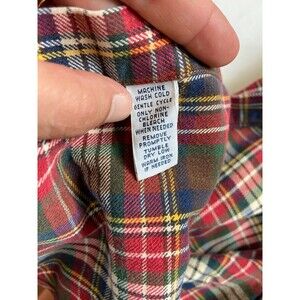 MACHINE
WASH COLD
GENTLE CYCLE
ONLY NON-
CHLORINE
BLEACH
WHEN NEEDED
REMOVE
PROMPTLY
TUMBLE
DRY LOW
WARM IRON
IF NEEDED